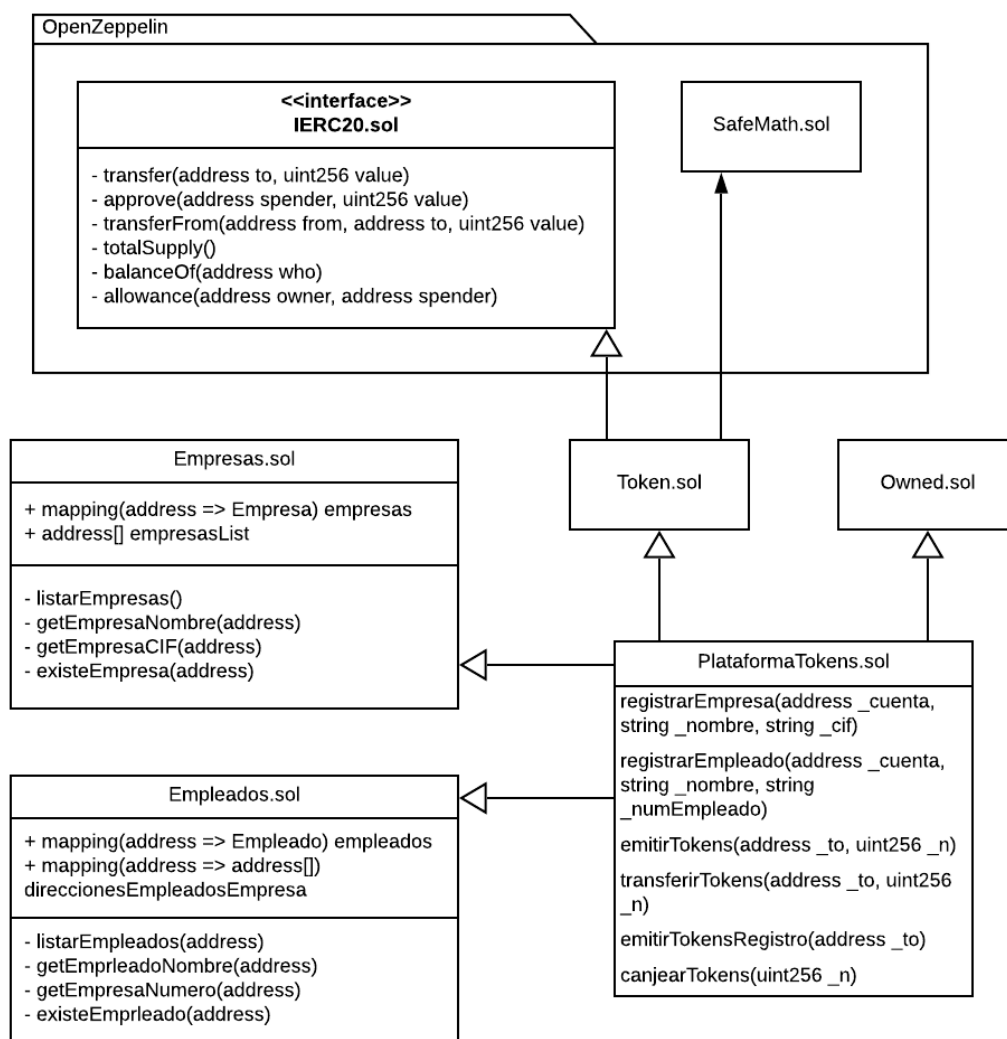 OpenZeppelin
<<interface>>
IERC20.sol
- transfer(address to, uint256 value)
- approve(address spender, uint256 value)
- transferFrom(address from, address to, uint256 value)
- totalSupply()
- balanceOf(address who)
- allowance(address owner, address spender)
SafeMath.sol
Token.sol
Owned.sol
Empresas.sol
+ mapping(address => Empresa) empresas
+ address[] empresasList
- listarEmpresas()
- getEmpresaNombre(address)
- getEmpresaCIF(address)
- existeEmpresa(address)
PlataformaTokens.sol
registrarEmpresa(address _cuenta,
string _nombre, string _cif)
registrarEmpleado(address _cuenta,
string _nombre, string
_numEmpleado)
emitirTokens(address _to, uint256 _n)
transferirTokens(address _to, uint256
_n)
emitirTokensRegistro(address _to)
canjearTokens(uint256 _n)
Empleados.sol
+ mapping(address => Empleado) empleados
+ mapping(address => address[])
direccionesEmpleadosEmpresa
- listarEmpleados(address)
- getEmprleadoNombre(address)
- getEmpresaNumero(address)
- existeEmprleado(address)